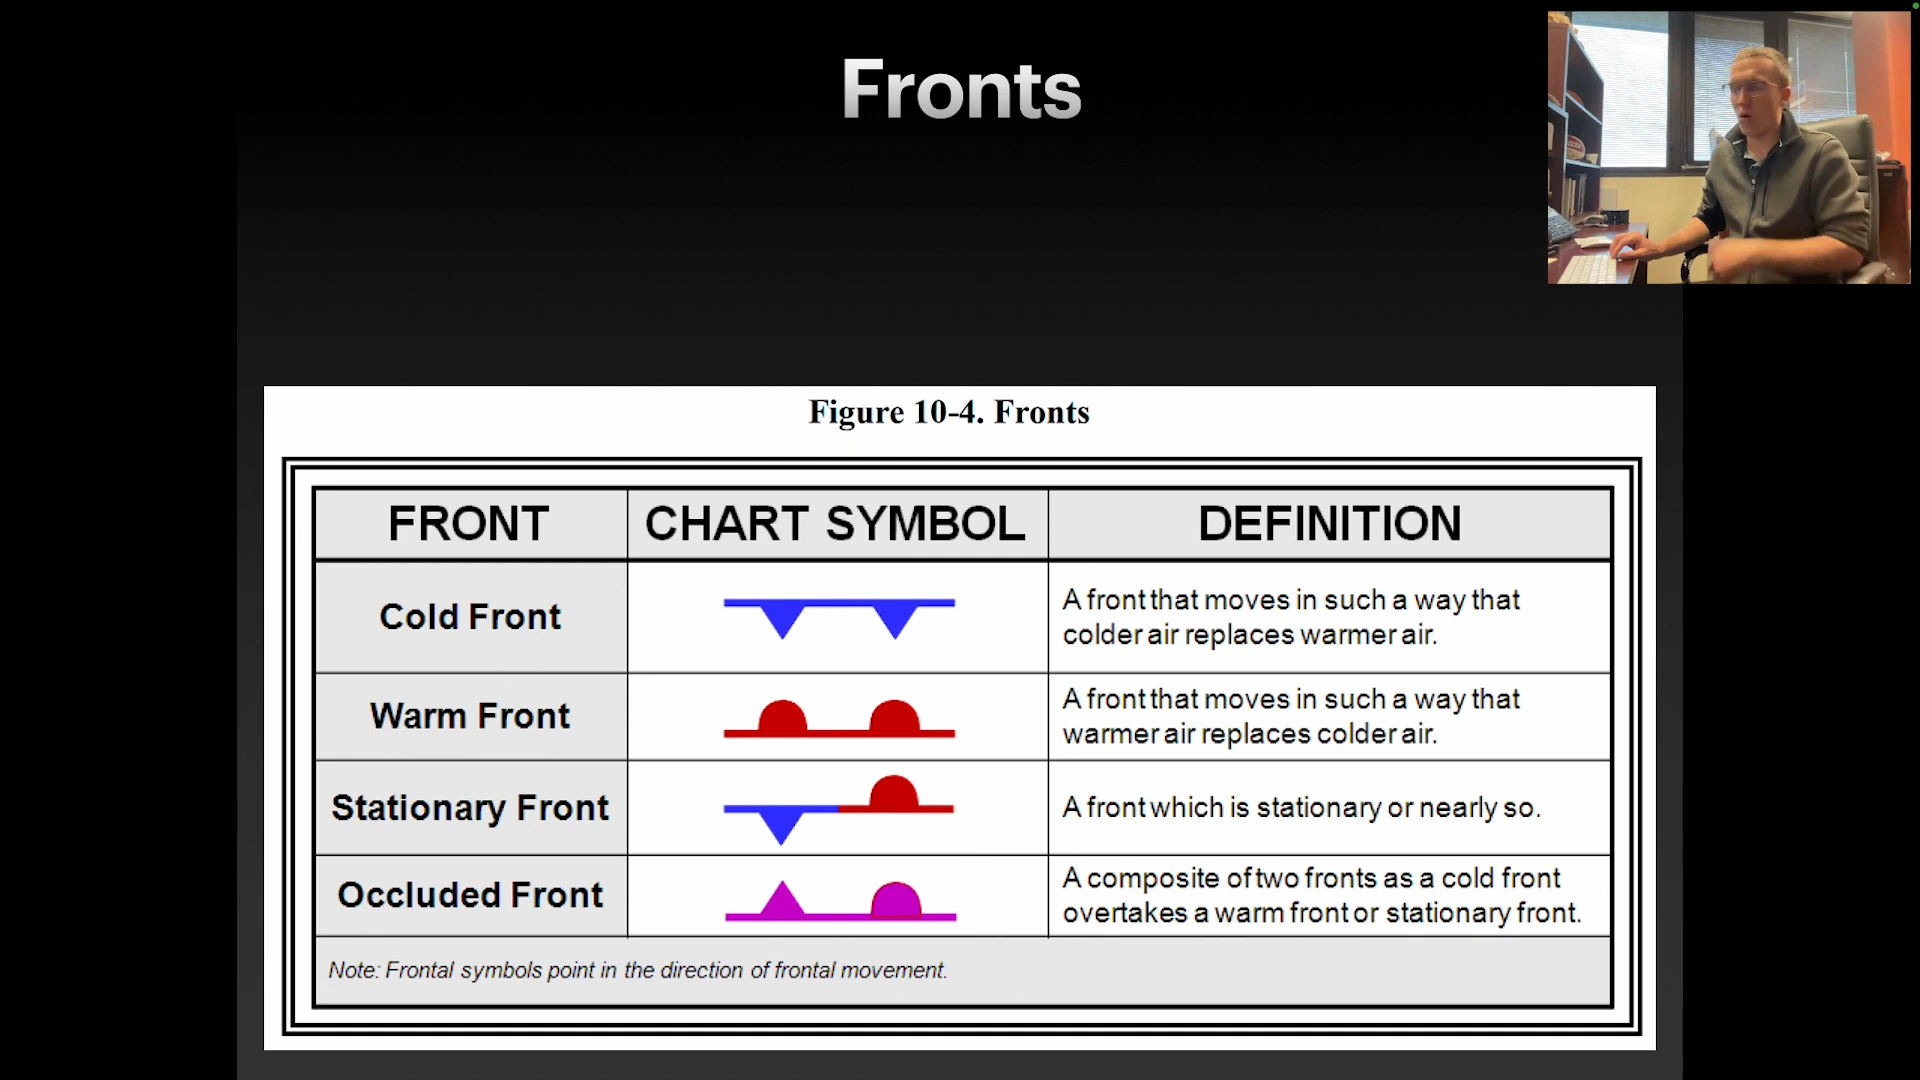 Fronts
Figure 10-4. Fronts
FRONT
CHART SYMBOL
DEFINITION
Cold Front
A front that moves in such a way that
colder air replaces warmer air.
Warm Front
A front that moves in such a way that
warmer air replaces colder air.
Stationary Front
A front which is stationary or nearly so.
Occluded Front
A composite of two fronts as a cold front
overtakes a warm front or stationary front.
Note: Frontal symbols point in the direction of frontal movement.